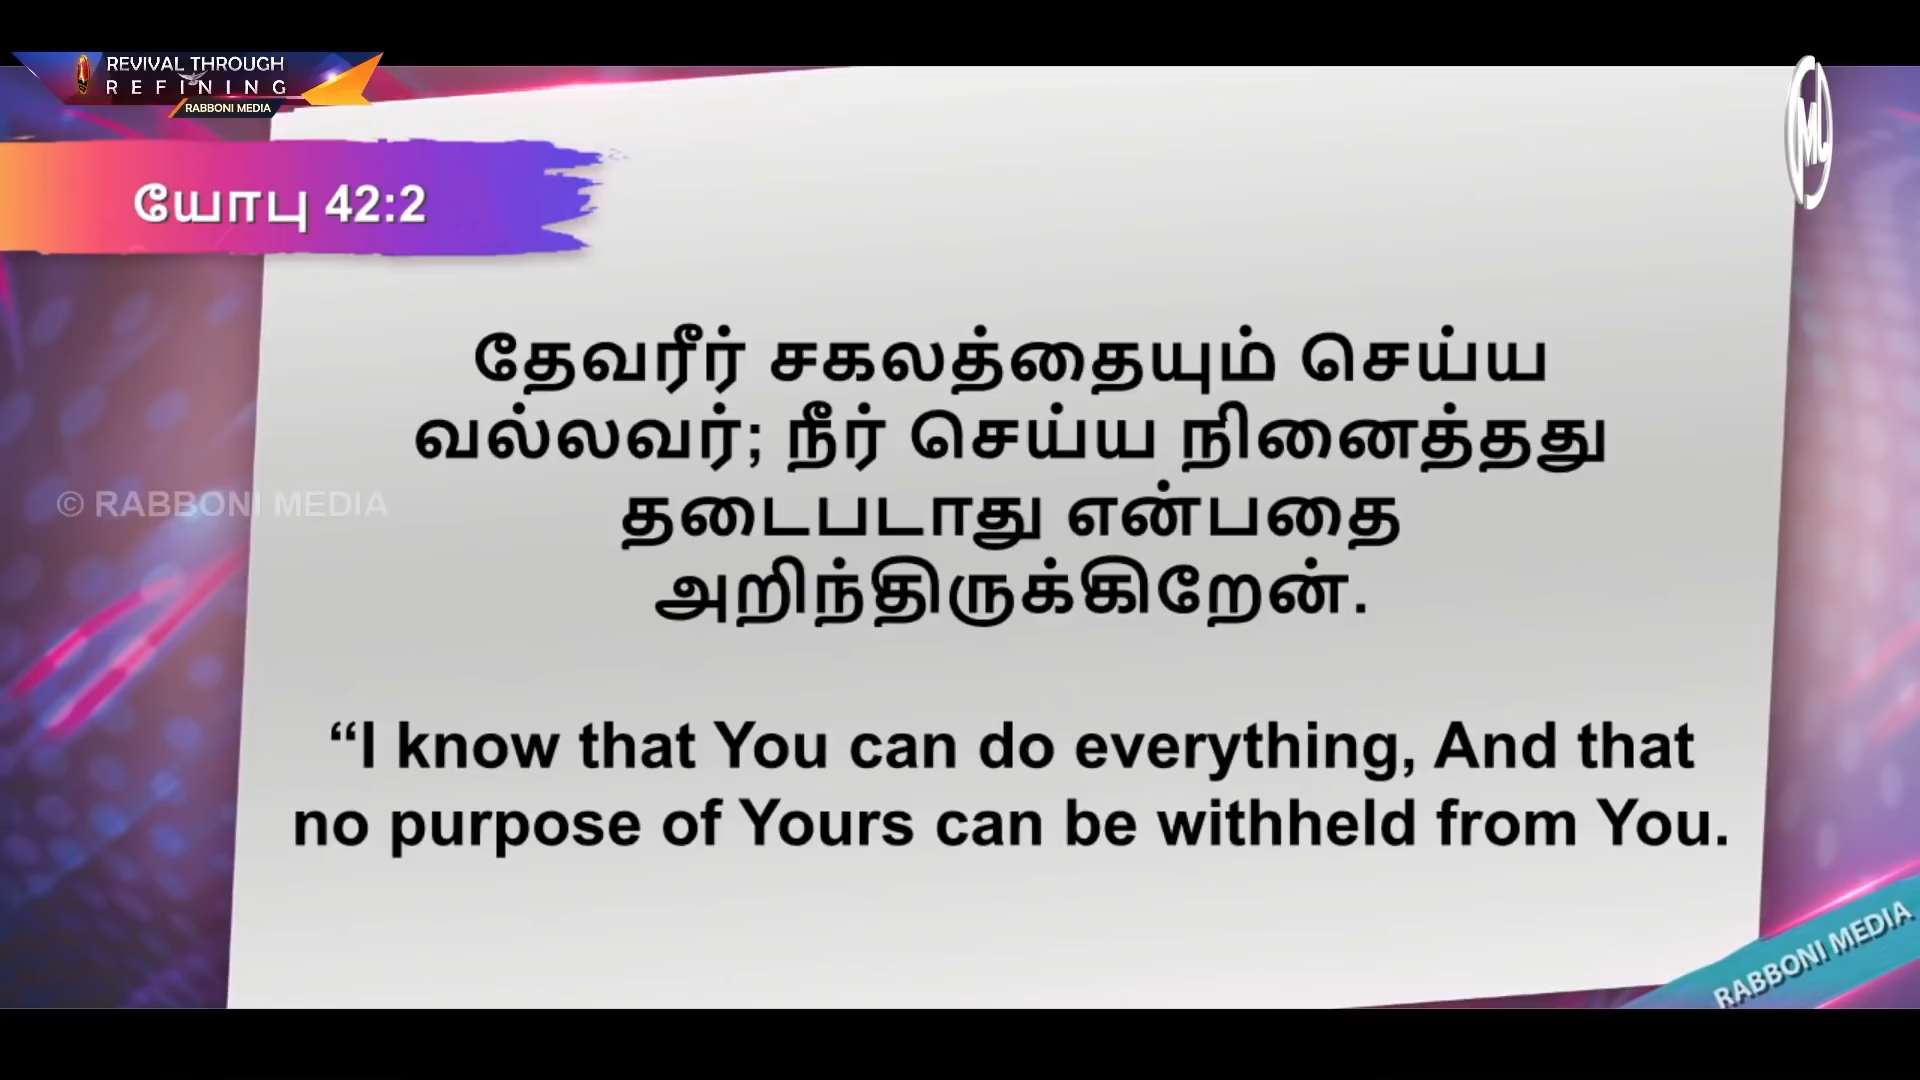 REVIVAL THROUGH
REFINING
RABBONI MEDIA
யோபு 42:2
தேவரீர் சகலத்தையும் செய்ய
வல்லவர்; நீர் செய்ய நினைத்தது
தடைபடாது என்பதை
அறிந்திருக்கிறேன்.
© RABBONI MEDIA
“I know that You can do everything, And that
no purpose of Yours can be withheld from You.
RABBONI MEDIA